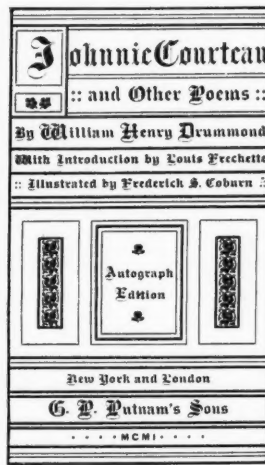 Johnnie Courteau
:: and Other Poems ::
By William Henry Drummond
With Introduction by Louis Frechette
:: Illustrated by Frederick S. Coburn ::
Autograph
Edition
New York and London
G. P. Putnam's Sons
· · · · MCMI · · · ·